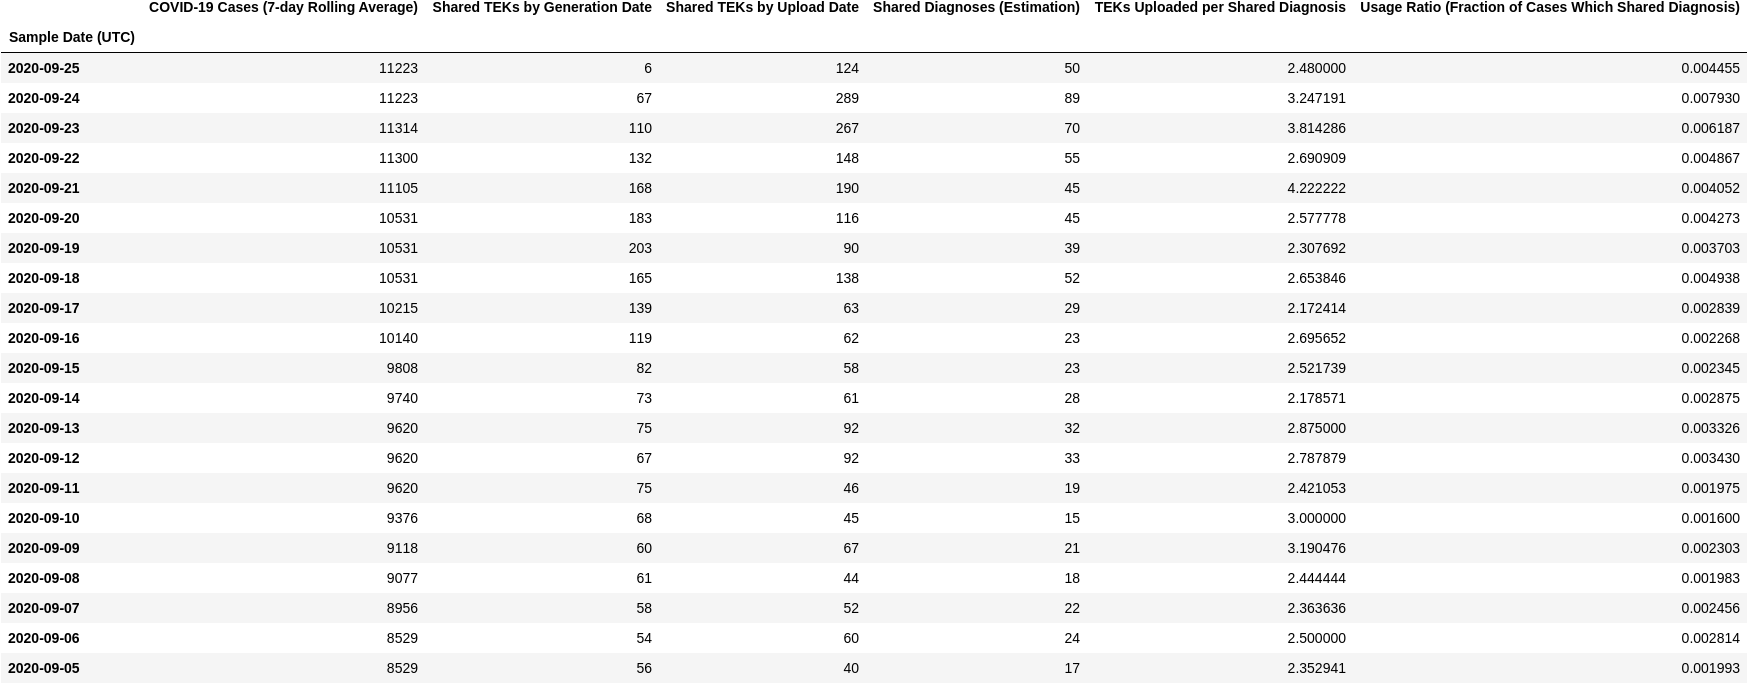 COVID-19 Cases (7-day Rolling Average) Shared TEKs by Generation Date Shared TEKs by Upload Date Shared Diagnoses (Estimation) TEKs Uploaded per Shared Diagnosis Usage Ratio (Fraction of Cases Which Shared Diagnosis)
Sample Date (UTC)
2020-09-25 11223 6 124 50 2.480000 0.004455
2020-09-24 11223 67 289 89 3.247191 0.007930
2020-09-23 11314 110 267 70 3.814286 0.006187
2020-09-22 11300 132 148 55 2.690909 0.004867
2020-09-21 11105 168 190 45 4.222222 0.004052
2020-09-20 10531 183 116 45 2.577778 0.004273
2020-09-19 10531 203 90 39 2.307692 0.003703
2020-09-18 10531 165 138 52 2.653846 0.004938
2020-09-17 10215 139 63 29 2.172414 0.002839
2020-09-16 10140 119 62 23 2.695652 0.002268
2020-09-15 9808 82 58 23 2.521739 0.002345
2020-09-14 9740 73 61 28 2.178571 0.002875
2020-09-13 9620 75 92 32 2.875000 0.003326
2020-09-12 9620 67 92 33 2.787879 0.003430
2020-09-11 9620 75 46 19 2.421053 0.001975
2020-09-10 9376 68 45 15 3.000000 0.001600
2020-09-09 9118 60 67 21 3.190476 0.002303
2020-09-08 9077 61 44 18 2.444444 0.001983
2020-09-07 8956 58 52 22 2.363636 0.002456
2020-09-06 8529 54 60 24 2.500000 0.002814
2020-09-05 8529 56 40 17 2.352941 0.001993